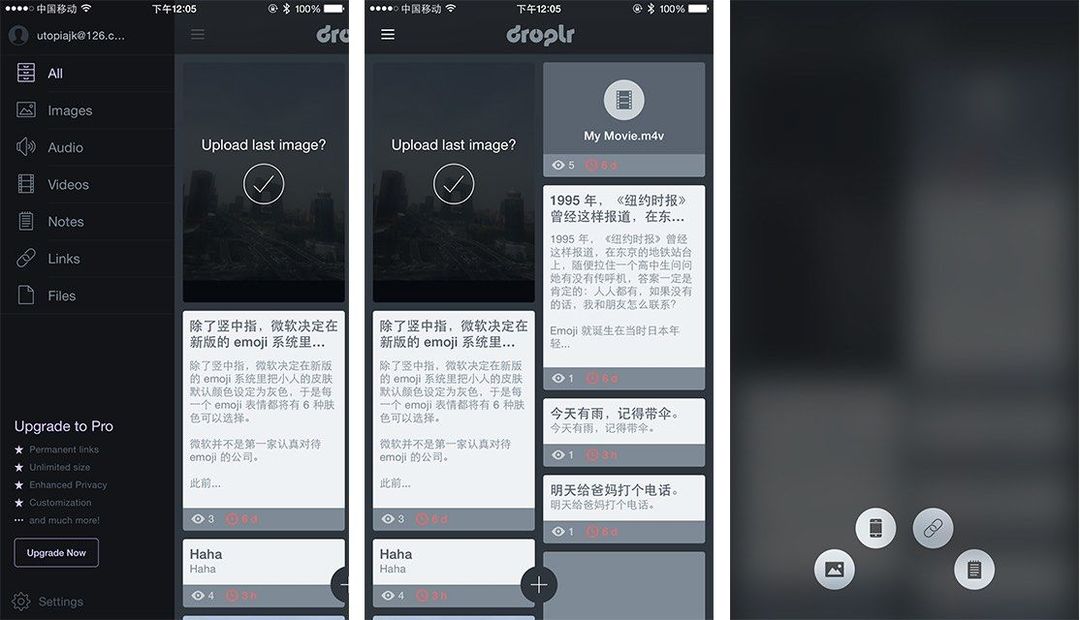 中国移动
下午12:05
100%
utopiajk@126.c...
droplr
All
Images
Audio
Videos
Notes
Links
Files
Upgrade to Pro
Permanent links
Unlimited size
Enhanced Privacy
Customization
and much more!
Upgrade Now
Settings
Upload last image?
除了竖中指，微软决定在
新版的 emoji 系统里...
除了竖中指，微软决定在新版
的 emoji 系统里把小人的皮肤
默认颜色设定为灰色，于是每
一个 emoji 表情都将有 6 种肤
色可以选择。
微软并不是第一家认真对待
emoji 的公司。
此前...
3
6 d
Haha
Haha
4
3 h
中国移动
下午12:05
100%
droplr
Upload last image?
除了竖中指，微软决定在
新版的 emoji 系统里...
除了竖中指，微软决定在新版
的 emoji 系统里把小人的皮肤
默认颜色设定为灰色，于是每
一个 emoji 表情都将有 6 种肤
色可以选择。
微软并不是第一家认真对待
emoji 的公司。
此前...
3
6 d
Haha
Haha
4
3 h
My Movie.m4v
5
6 d
1995 年，《纽约时报》
曾经这样报道，在东...
1995 年，《纽约时报》曾经
这样报道，在东京的地铁站台
上，随便拉住一个高中生问问
她有没有传呼机，答案一定是
肯定的：人人都有，如果没有
的话，我和朋友怎么联系？
Emoji 就诞生在当时日本年
轻...
1
6 d
今天有雨，记得带伞。
今天有雨，记得带伞。
1
3 h
明天给爸妈打个电话。
明天给爸妈打个电话。
1
6 d